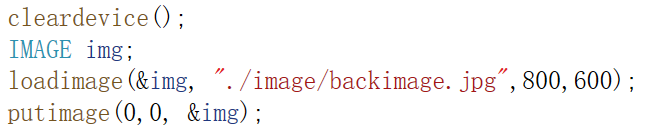 cleardevice();
IMAGE img;
loadimage(&img, "./image/backimage.jpg",800,600);
putimage(0,0, &img);